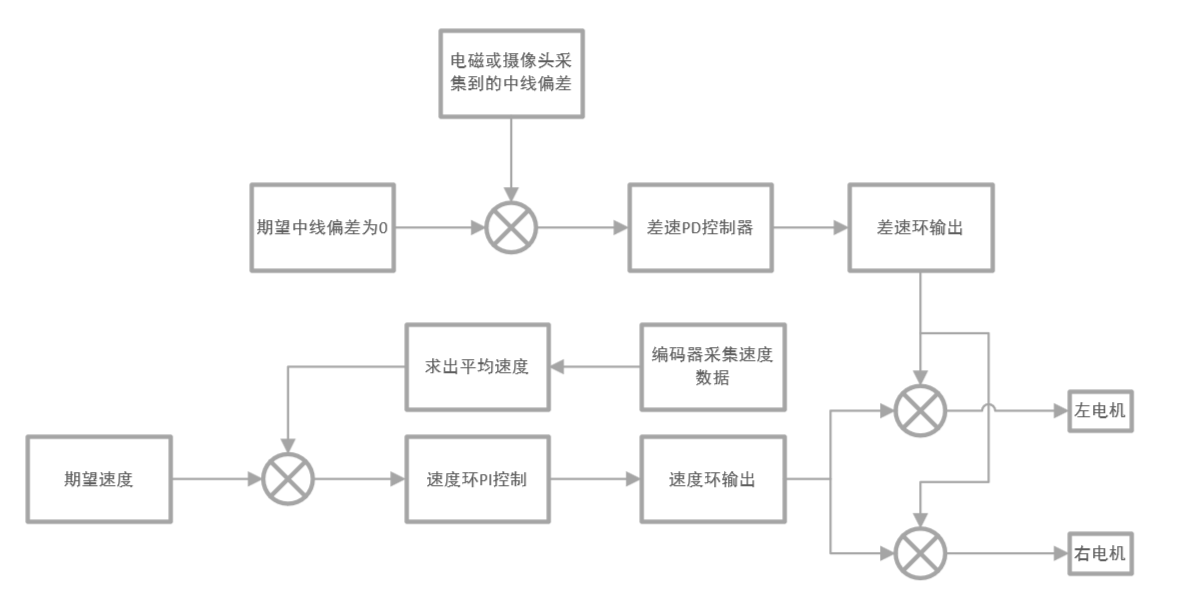 电磁或摄像头采
集到的中线偏差
期望中线偏差为0
差速PD控制器
差速环输出
求出平均速度
编码器采集速度
数据
左电机
期望速度
速度环PI控制
速度环输出
右电机